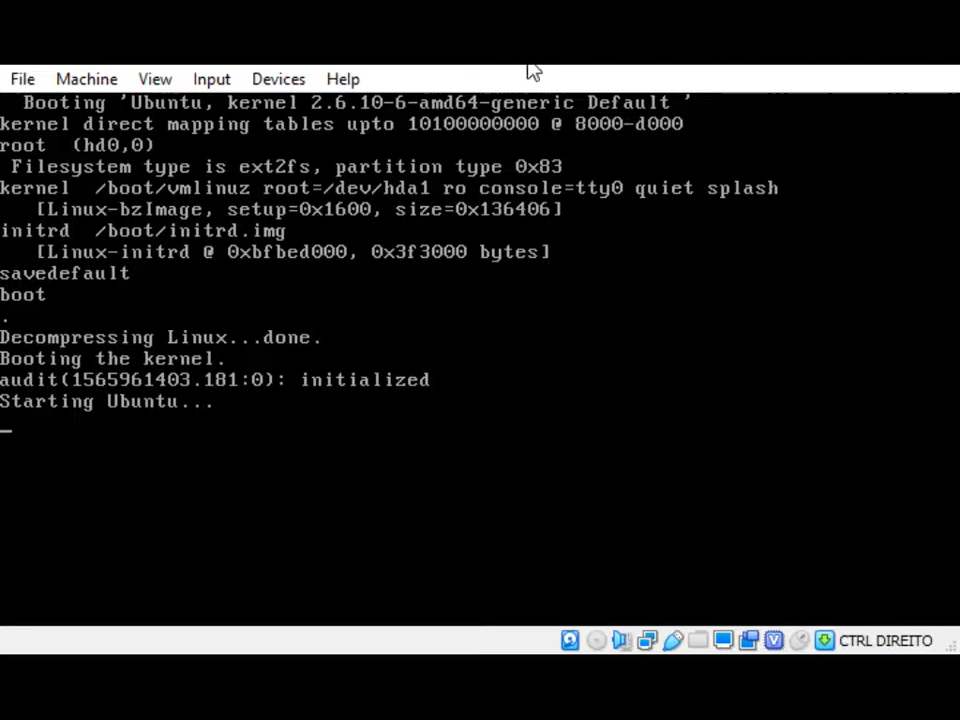 File Machine View Input Devices Help
Booting 'Ubuntu, kernel 2.6.10-6-amd64-generic Default '
kernel direct mapping tables upto 10100000000 @ 8000-d000
root (hd0,0)
Filesystem type is ext2fs, partition type 0x83
kernel /boot/vmlinuz root=/dev/hda1 ro console=tty0 quiet splash
[Linux-bzImage, setup=0x1600, size=0x136406]
initrd /boot/initrd.img
[Linux-initrd @ 0xbfbed000, 0x3f3000 bytes]
savedefault
boot
.
Decompressing Linux...done.
Booting the kernel.
audit(1565961403.181:0): initialized
Starting Ubuntu...
CTRL DIREITO